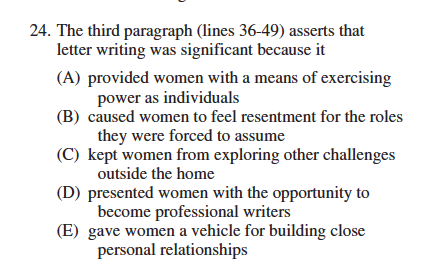 24. The third paragraph (lines 36-49) asserts that
letter writing was significant because it
(A) provided women with a means of exercising
power as individuals
(B) caused women to feel resentment for the roles
they were forced to assume
(C) kept women from exploring other challenges
outside the home
(D) presented women with the opportunity to
become professional writers
(E) gave women a vehicle for building close
personal relationships